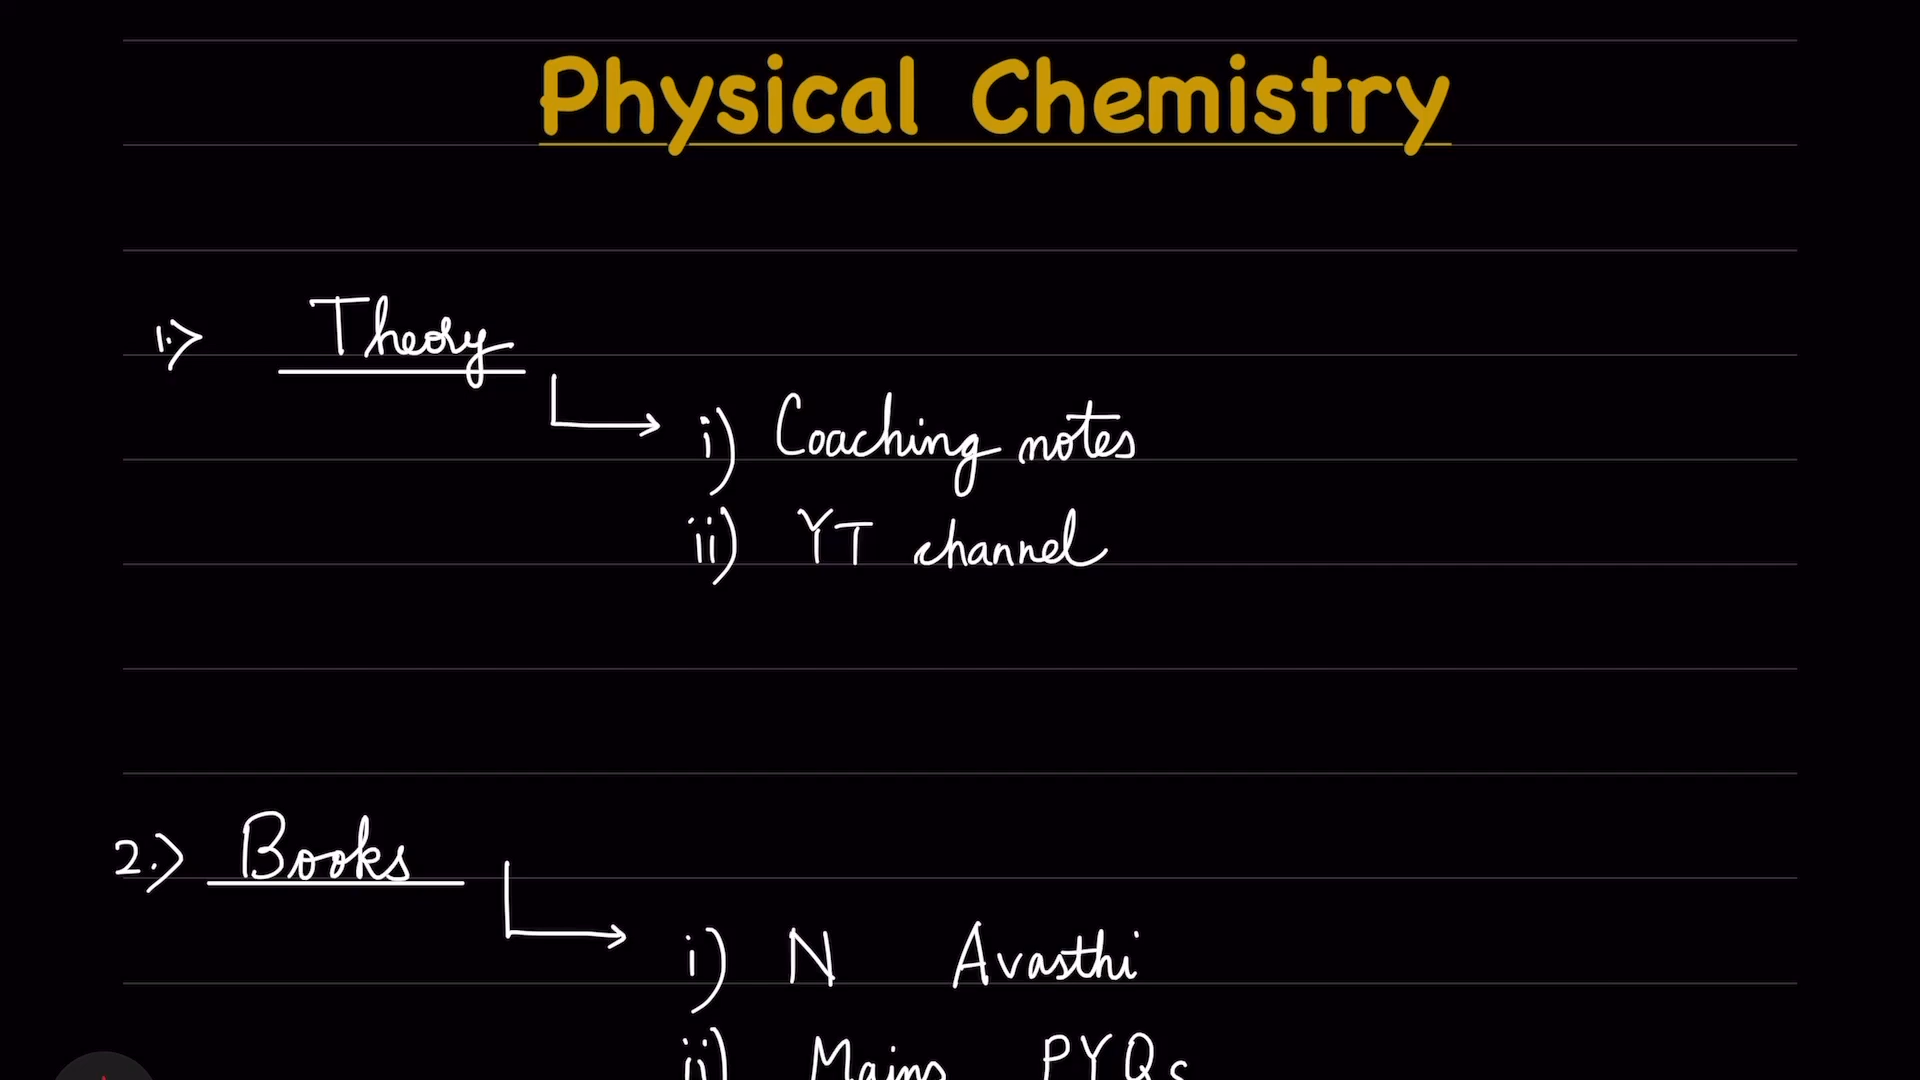 Physical Chemistry
1.) Theory
i) Coaching notes
ii) YT channel
2.) Books
i) N Avasthi
ii) Mains PYQs